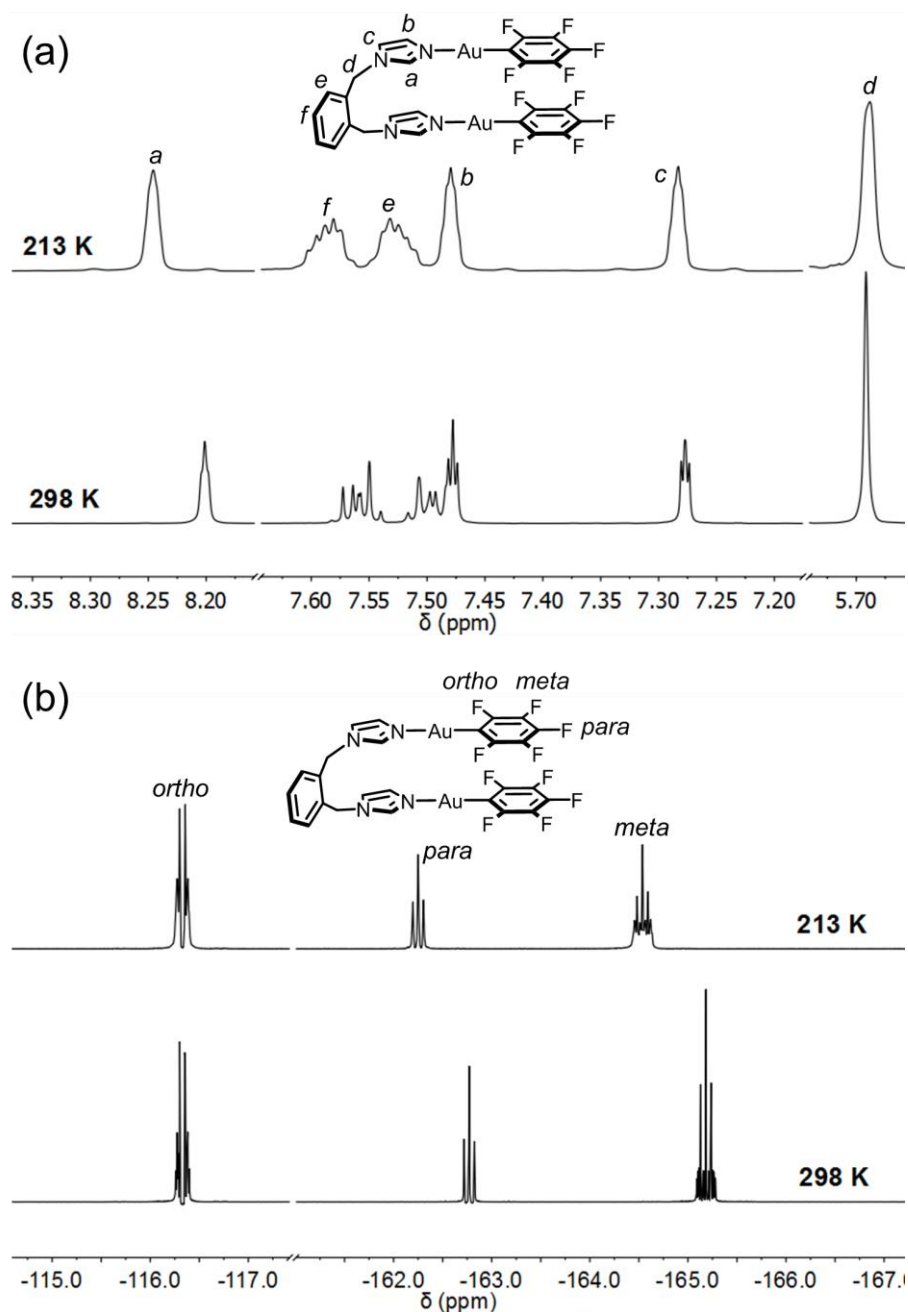 (a)
c b N Au F F F F F
d N a
e
f
N N Au F F F F F
a f e b c d
213 K
298 K
8.35 8.30 8.25 8.20 7.60 7.55 7.50 7.45 7.40 7.35 7.30 7.25 7.20 5.70
δ (ppm)
(b)
ortho meta
N N Au F F F F F para
N N Au F F F F F
ortho para meta
213 K
298 K
-115.0 -116.0 -117.0 -162.0 -163.0 -164.0 -165.0 -166.0 -167.0
δ (ppm)